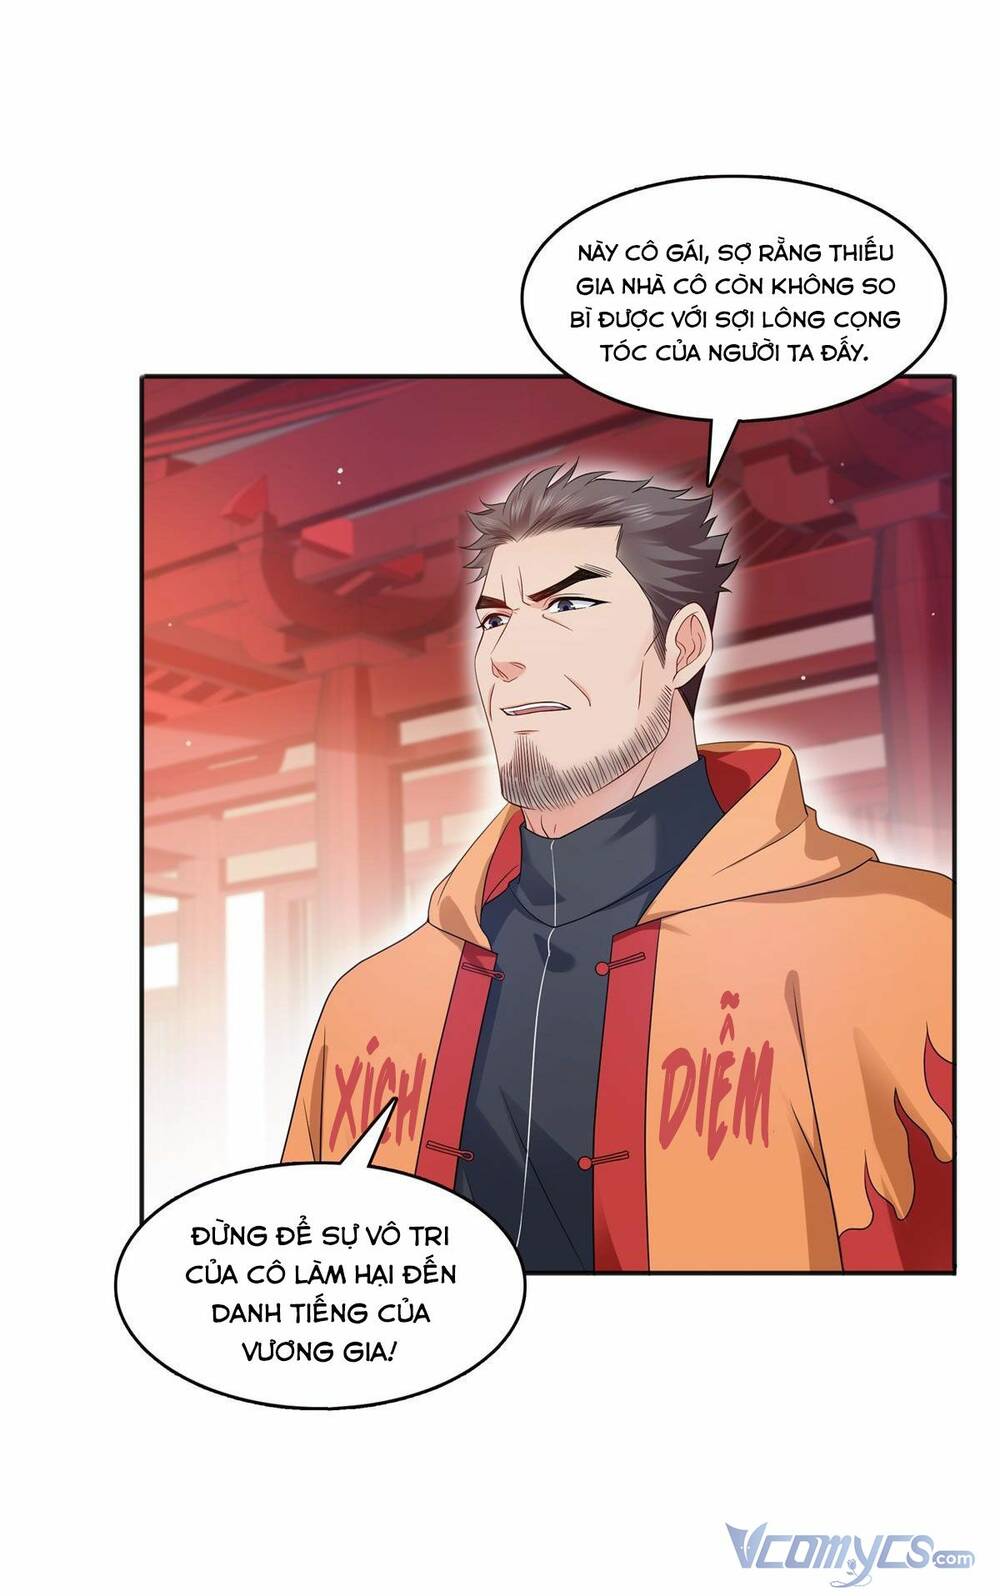 NÀY CÔ GÁI, SỢ RẰNG THIẾU
GIA NHÀ CÔ CÒN KHÔNG SO
BÌ ĐƯỢC VỚI SỢI LÔNG CỌNG
TÓC CỦA NGƯỜI TA ĐẤY.
XÍCH DIỄM
ĐỪNG ĐỂ SỰ VÔ TRI
CỦA CÔ LÀM HẠI ĐẾN
DANH TIẾNG CỦA
VƯƠNG GIA!
VCOMYCS.com